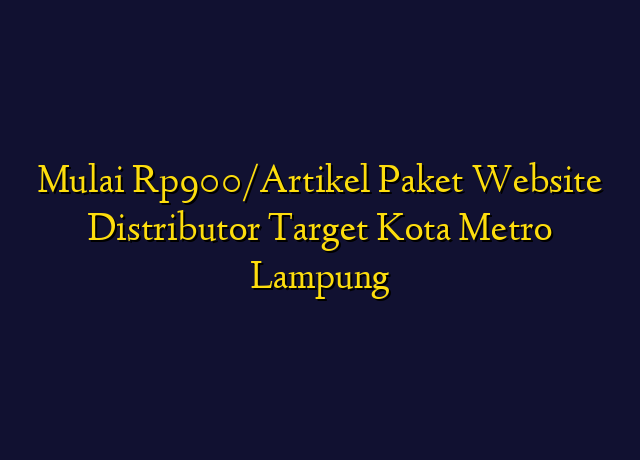 Mulai Rp900/Artikel Paket Website
Distributor Target Kota Metro
Lampung